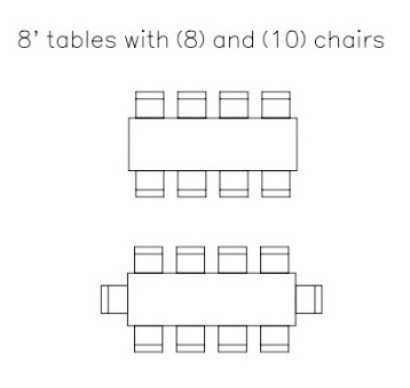 8' tables with (8) and (10) chairs